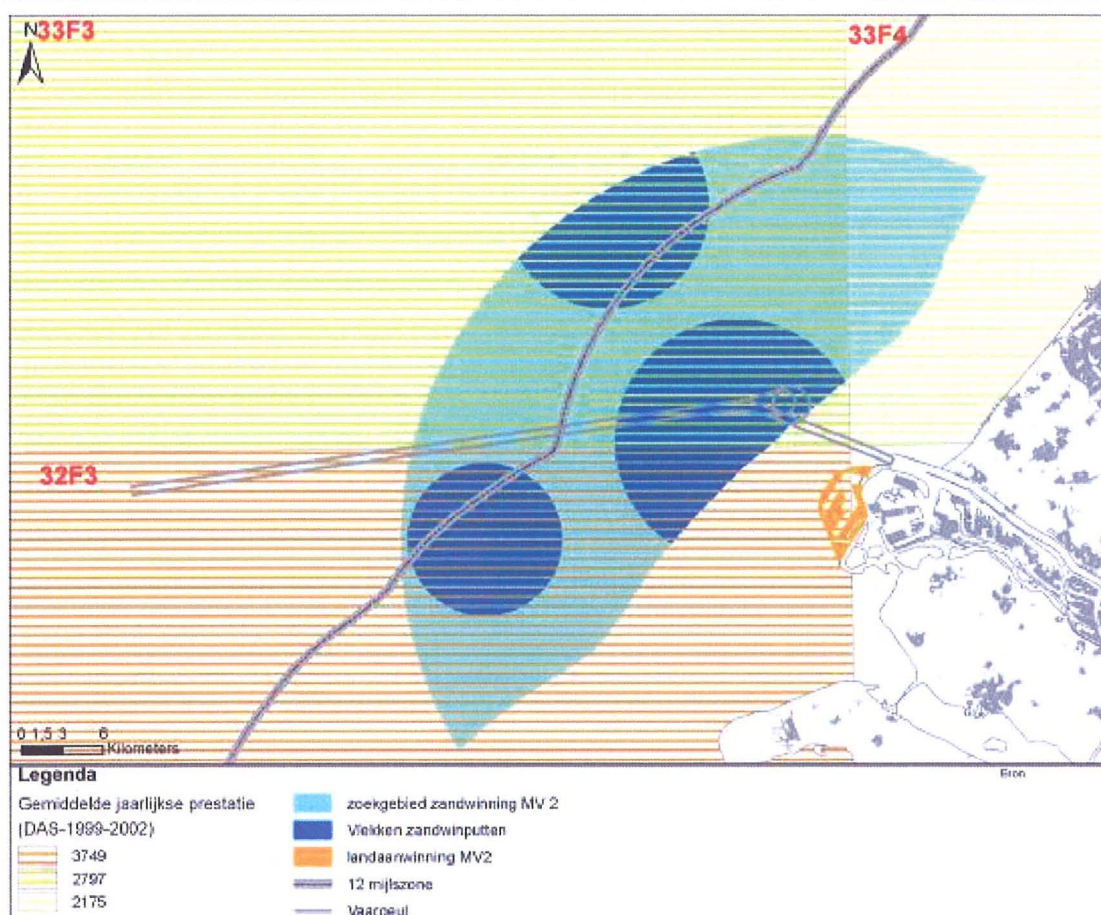 N
33F3
33F4
32F3
0 1,5 3 6
Kilometers
Legenda
Bron
Gemiddelde jaarlijkse prestatie
(DAS-1999-2002)
3749
2797
2175
zoekgebied zandwinning MV 2
Vlekken zandwinputten
landaanwinning MV2
12 mijlszone
Vaargeul